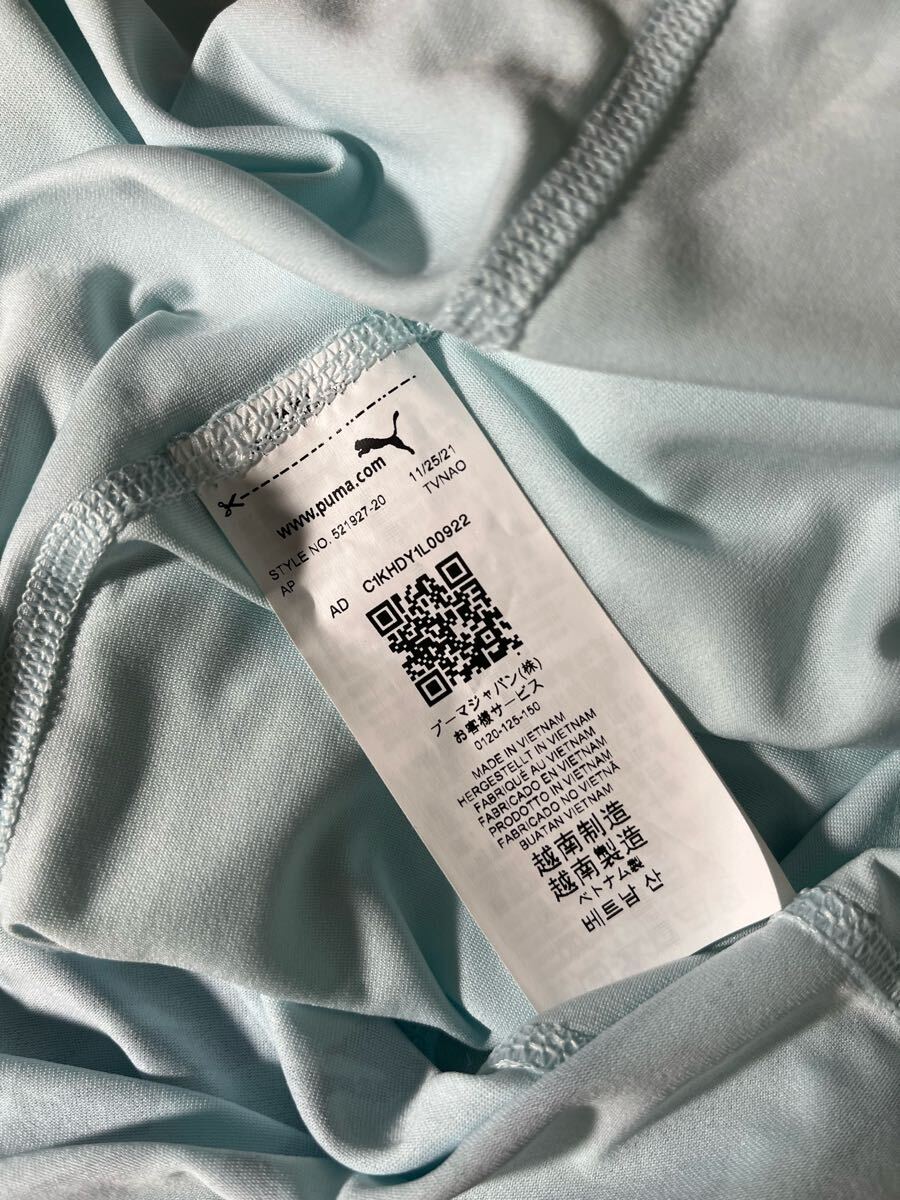 www.puma.com
STYLE NO. 521927-20 11/25/21
AP TVNAO
AD C1KHDY1L00922
プーマジャパン(株)
お客様サービス
0120-125-150
MADE IN VIETNAM
HERGESTELLT IN VIETNAM
FABRIQUÉ AU VIETNAM
FABRICADO EN VIETNAM
PRODOTTO IN VIETNAM
FABRICADO NO VIETNÃ
BUATAN VIETNAM
越南制造
越南製造
ベトナム製
베트남 산